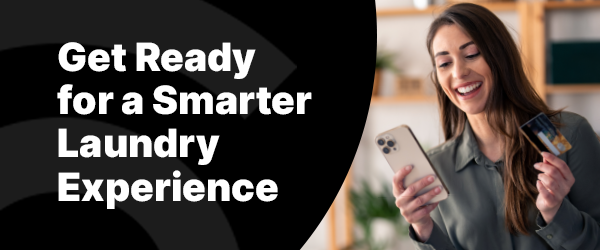 Get Ready
for a Smarter
Laundry
Experience